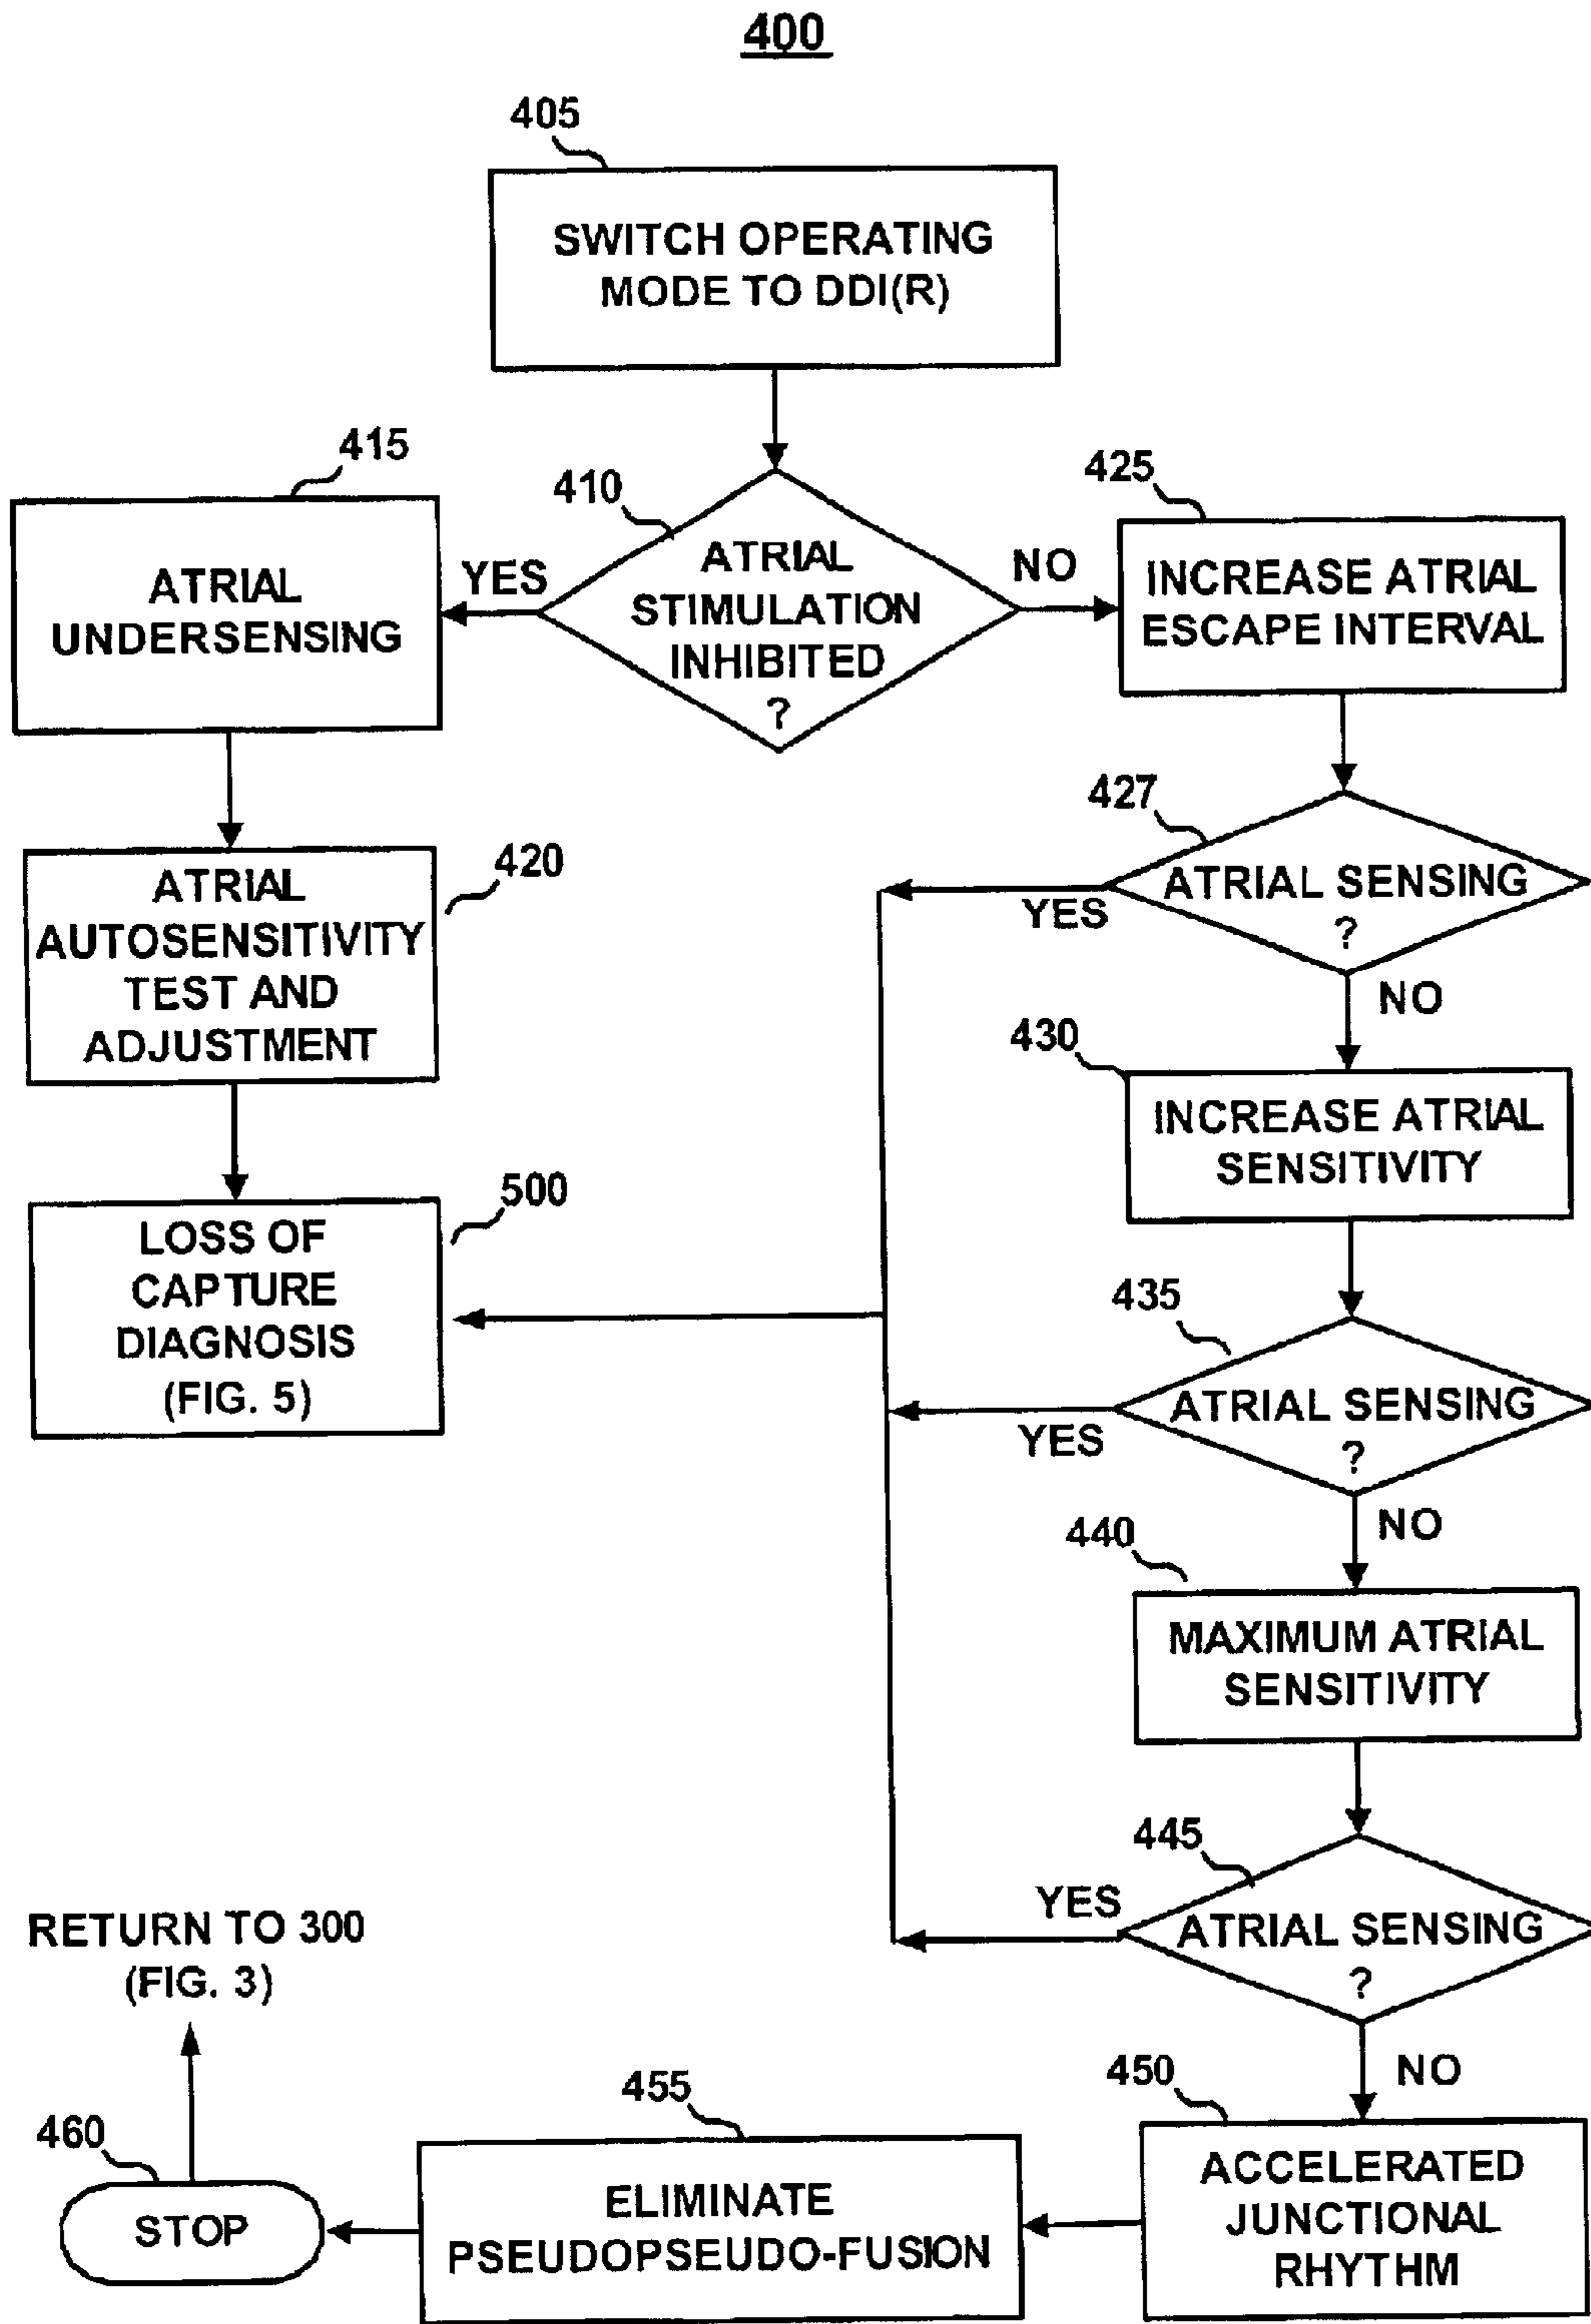 400
405
SWITCH OPERATING
MODE TO DDI(R)
410
ATRIAL
STIMULATION
INHIBITED
?
YES
NO
415
ATRIAL
UNDERSENSING
425
INCREASE ATRIAL
ESCAPE INTERVAL
420
ATRIAL
AUTOSENSITIVITY
TEST AND
ADJUSTMENT
427
ATRIAL SENSING
?
YES
NO
430
INCREASE ATRIAL
SENSITIVITY
500
LOSS OF
CAPTURE
DIAGNOSIS
(FIG. 5)
435
ATRIAL SENSING
?
YES
NO
440
MAXIMUM ATRIAL
SENSITIVITY
445
ATRIAL SENSING
?
YES
NO
450
ACCELERATED
JUNCTIONAL
RHYTHM
455
ELIMINATE
PSEUDOPSEUDO-FUSION
460
STOP
RETURN TO 300
(FIG. 3)